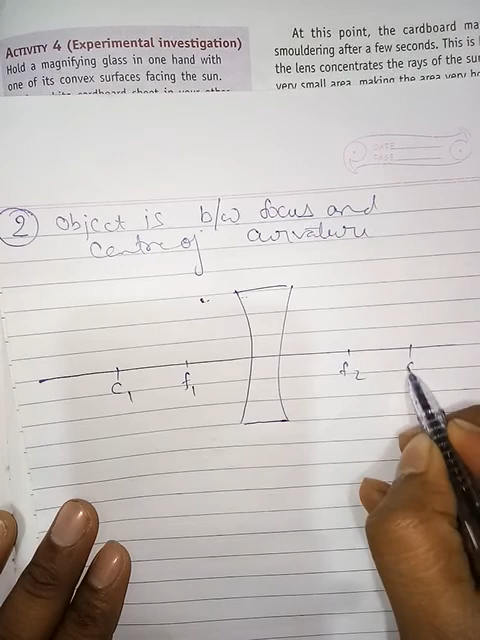 ACTIVITY 4 (Experimental investigation)
Hold a magnifying glass in one hand with
one of its convex surfaces facing the sun.
At this point, the cardboard ma
smouldering after a few seconds. This is
the lens concentrates the rays of the su
very small area, making the area very h
DATE
PAGE
2 Object is b/w focus and
Centre of curvature
C1 f1 f2 C